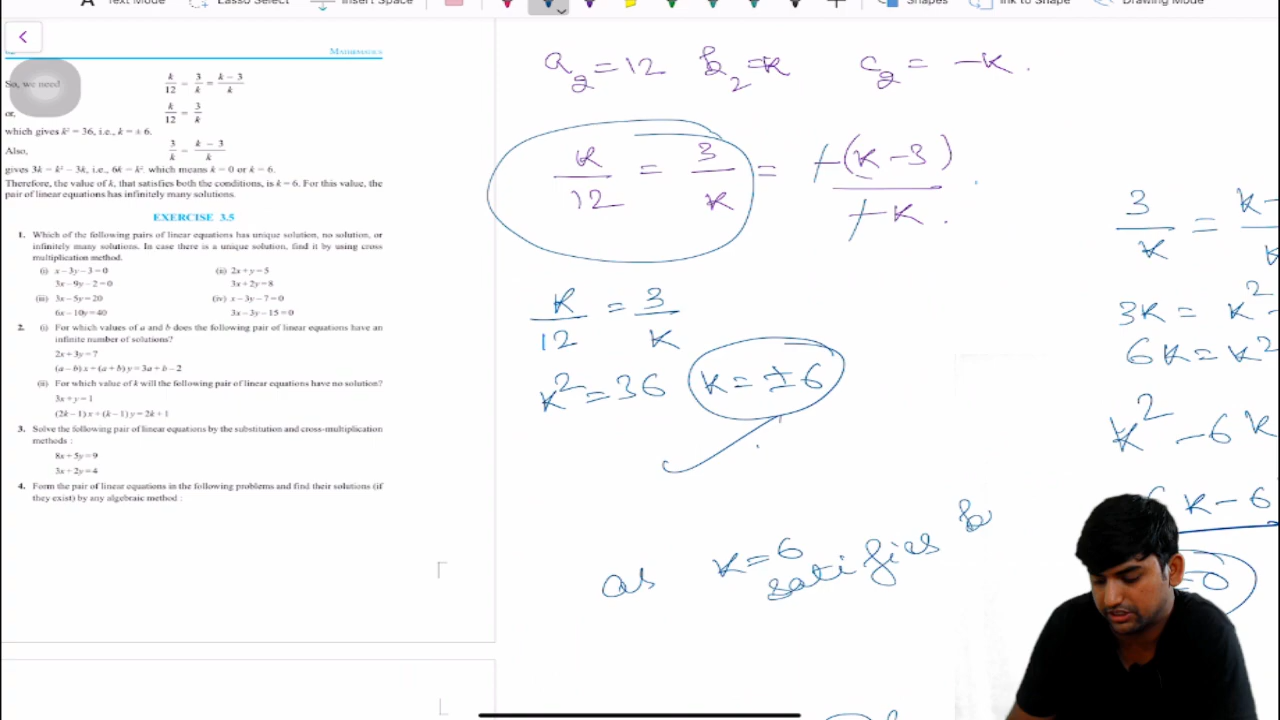 Text Mode Lasso Select Insert Space Shapes Ink to Shape Drawing Mode
MATHEMATICS
So, we need
k/12 = 3/k = (k – 3)/k
or,
k/12 = 3/k
which gives k² = 36, i.e., k = ± 6.
Also,
3/k = (k – 3)/k
gives 3k = k² – 3k, i.e., 6k = k², which means k = 0 or k = 6.
Therefore, the value of k, that satisfies both the conditions, is k = 6. For this value, the
pair of linear equations has infinitely many solutions.
EXERCISE 3.5
1. Which of the following pairs of linear equations has unique solution, no solution, or
infinitely many solutions. In case there is a unique solution, find it by using cross
multiplication method.
(i) x – 3y – 3 = 0 (ii) 2x + y = 5
3x – 9y – 2 = 0 3x + 2y = 8
(iii) 3x – 5y = 20 (iv) x – 3y – 7 = 0
6x – 10y = 40 3x – 3y – 15 = 0
2. (i) For which values of a and b does the following pair of linear equations have an
infinite number of solutions?
2x + 3y = 7
(a – b) x + (a + b) y = 3a + b – 2
(ii) For which value of k will the following pair of linear equations have no solution?
3x + y = 1
(2k – 1) x + (k – 1) y = 2k + 1
3. Solve the following pair of linear equations by the substitution and cross-multiplication
methods :
8x + 5y = 9
3x + 2y = 4
4. Form the pair of linear equations in the following problems and find their solutions (if
they exist) by any algebraic method :
a₂ = 12 b₂ = k c₂ = –k.
k/12 = 3/k = –(k – 3)/–k.
k/12 = 3/k
k² = 36 k = ±6
as k = 6 satifies b
3/k = k–/k
3k = k² –
6k = k²
k² – 6k
k – 6
= 0